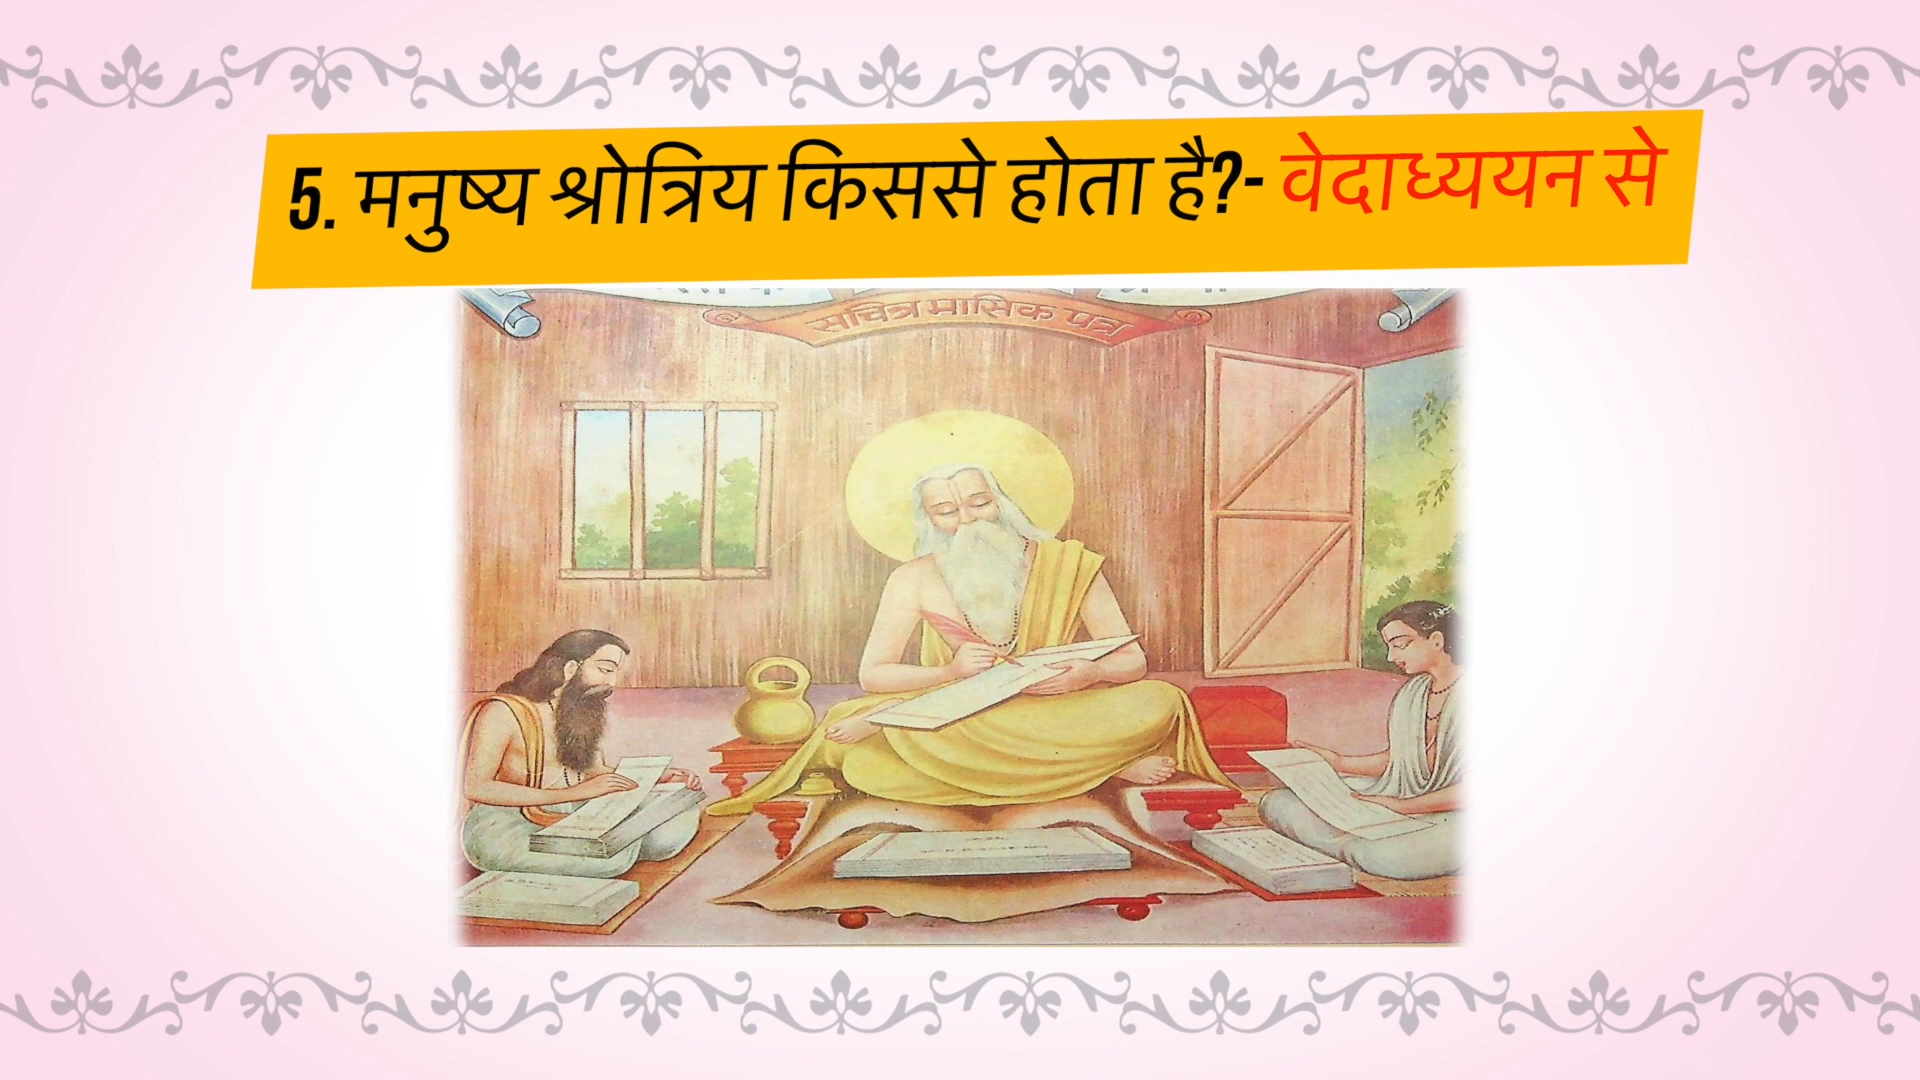 5. मनुष्य श्रोत्रिय किससे होता है?- वेदाध्ययन से
सचित्र मासिक पत्र